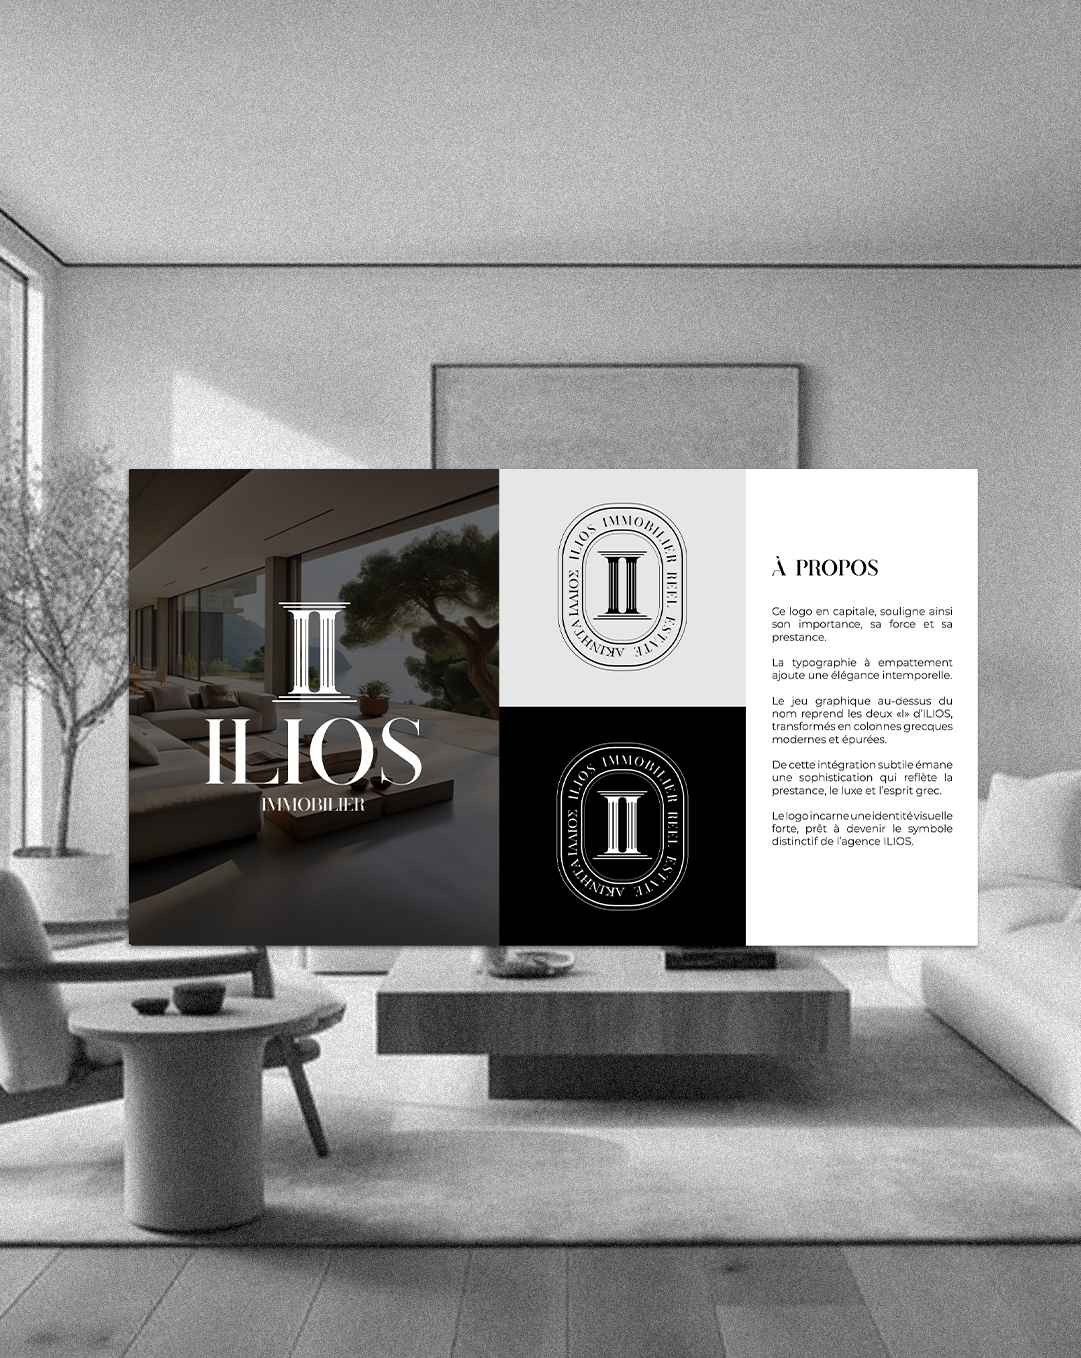 ILIOS
IMMOBILIER
ILIOS IMMOBILIER REEL ESTATE ΑΚΙΝΗΤΑ ΙΛΙΟΣ
ILIOS IMMOBILIER REEL ESTATE ΑΚΙΝΗΤΑ ΙΛΙΟΣ
À PROPOS
Ce logo en capitale, souligne ainsi
son importance, sa force et sa
prestance.
La typographie à empattement
ajoute une élégance intemporelle.
Le jeu graphique au-dessus du
nom reprend les deux «I» d'ILIOS,
transformés en colonnes grecques
modernes et épurées.
De cette intégration subtile émane
une sophistication qui reflète la
prestance, le luxe et l'esprit grec.
Le logo incarne une identité visuelle
forte, prêt à devenir le symbole
distinctif de l'agence ILIOS.